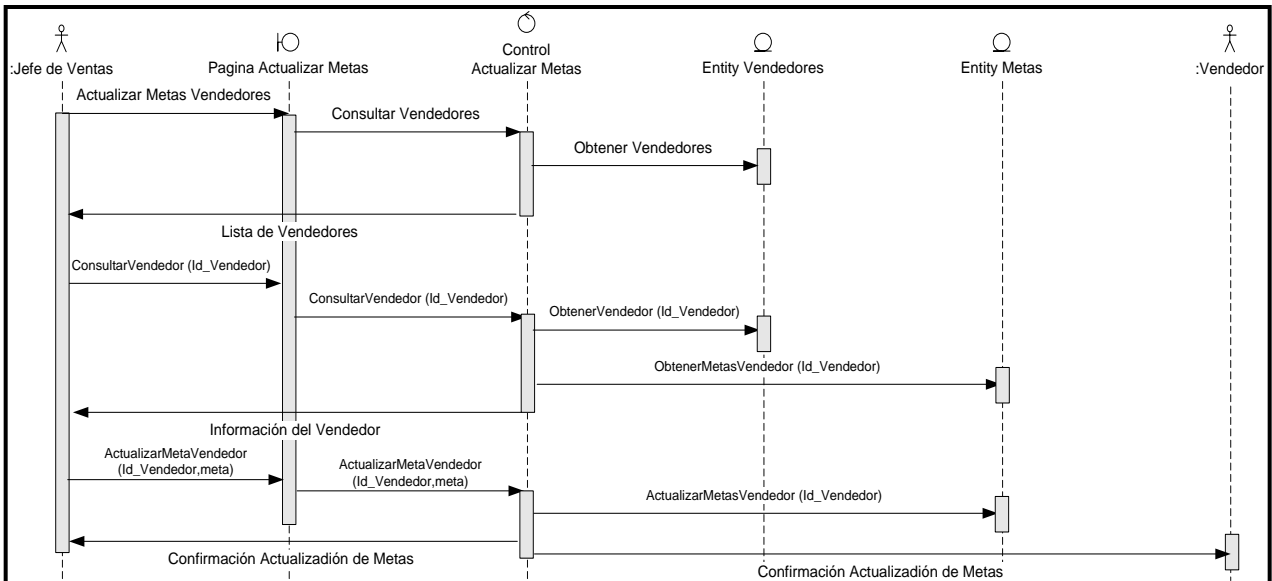 :Jefe de Ventas
Pagina Actualizar Metas
Control
Actualizar Metas
Entity Vendedores
Entity Metas
:Vendedor
Actualizar Metas Vendedores
Consultar Vendedores
Obtener Vendedores
Lista de Vendedores
ConsultarVendedor (Id_Vendedor)
ConsultarVendedor (Id_Vendedor)
ObtenerVendedor (Id_Vendedor)
ObtenerMetasVendedor (Id_Vendedor)
Información del Vendedor
ActualizarMetaVendedor
(Id_Vendedor,meta)
ActualizarMetaVendedor
(Id_Vendedor,meta)
ActualizarMetasVendedor (Id_Vendedor)
Confirmación Actualizadión de Metas
Confirmación Actualizadión de Metas